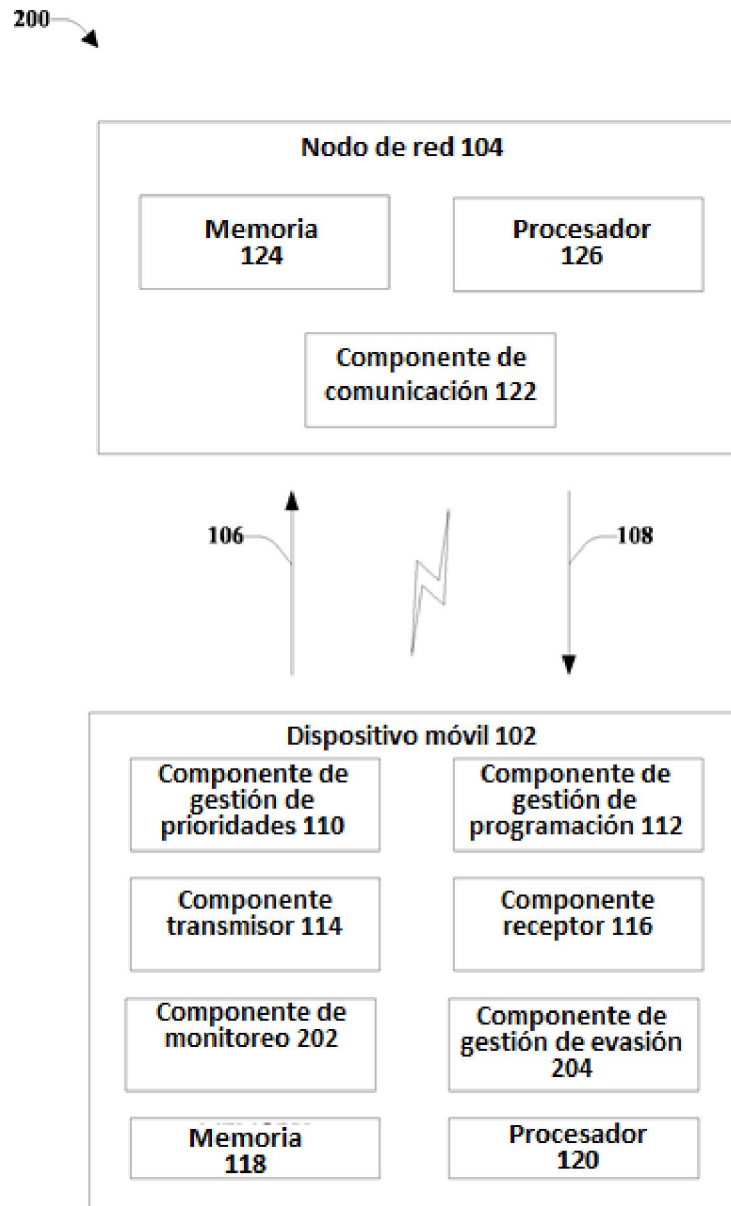 200
Nodo de red 104
Memoria
124
Procesador
126
Componente de
comunicación 122
106
108
Dispositivo móvil 102
Componente de
gestión de
prioridades 110
Componente de
gestión de
programación 112
Componente
transmisor 114
Componente
receptor 116
Componente de
monitoreo 202
Componente de
gestión de evasión
204
Memoria
118
Procesador
120